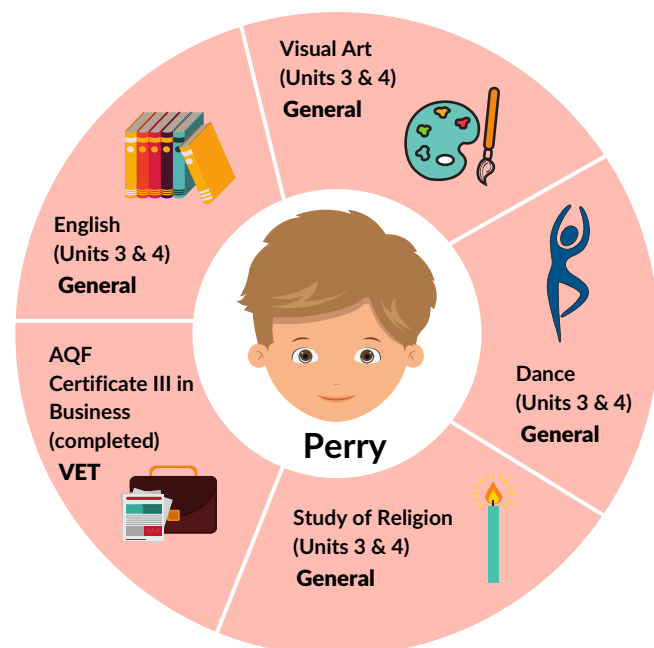 Visual Art
(Units 3 & 4)
General
English
(Units 3 & 4)
General
Dance
(Units 3 & 4)
General
AQF
Certificate III in
Business
(completed)
VET
Perry
Study of Religion
(Units 3 & 4)
General